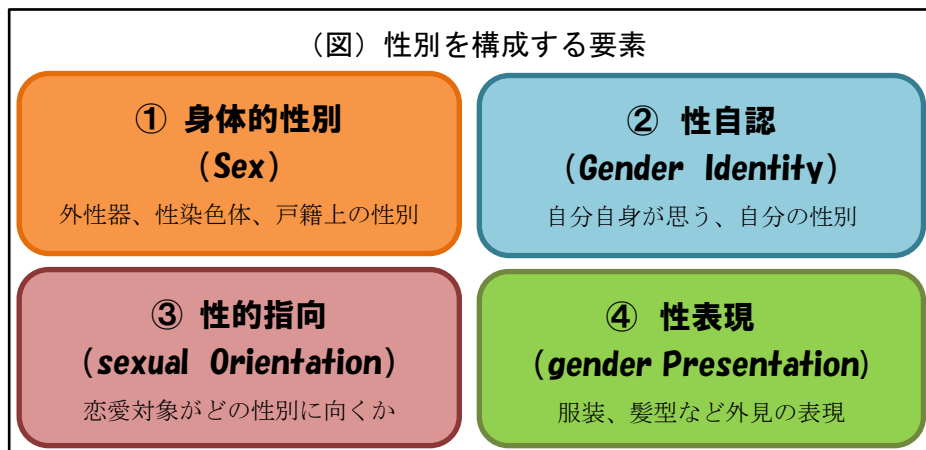 （図）性別を構成する要素
① 身体的性別
（Sex）
外性器、性染色体、戸籍上の性別
② 性自認
（Gender Identity）
自分自身が思う、自分の性別
③ 性的指向
（sexual Orientation）
恋愛対象がどの性別に向くか
④ 性表現
（gender Presentation）
服装、髪型など外見の表現